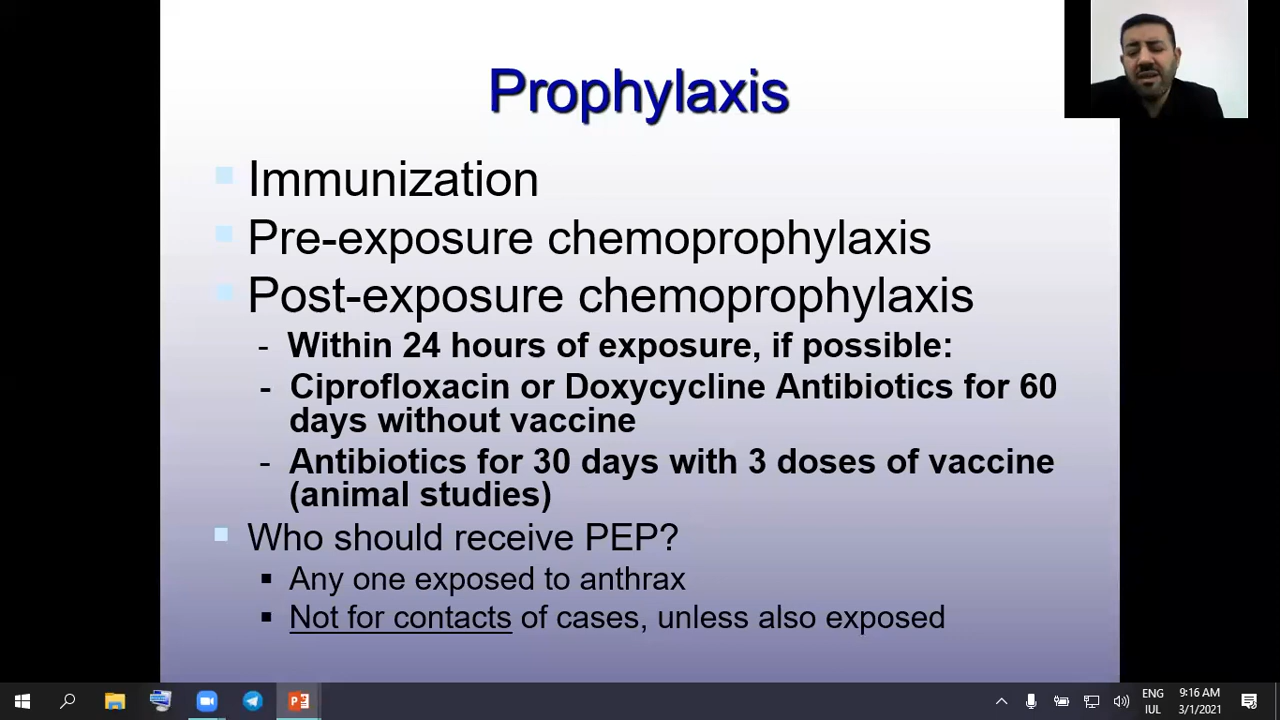 Prophylaxis
Immunization
Pre-exposure chemoprophylaxis
Post-exposure chemoprophylaxis
- Within 24 hours of exposure, if possible:
- Ciprofloxacin or Doxycycline Antibiotics for 60
days without vaccine
- Antibiotics for 30 days with 3 doses of vaccine
(animal studies)
Who should receive PEP?
Any one exposed to anthrax
Not for contacts of cases, unless also exposed
ENG
IUL
9:16 AM
3/1/2021